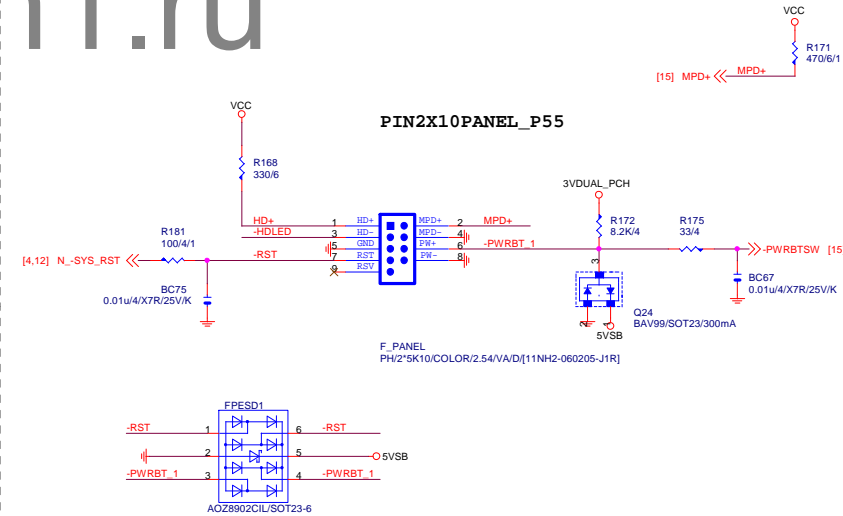 VCC
R171
470/6/1
[15] MPD+ MPD+
VCC
PIN2X10PANEL_P55
R168
330/6
3VDUAL_PCH
HD+ 1 HD+ MPD+ 2 MPD+
R172
8.2K/4
R175
33/4
-HDLED 3 HD- MPD- 4
R181
100/4/1
5 GND PW+ 6 -PWRBT_1
-PWRBTSW [15
[4,12] N_-SYS_RST -RST 7 RST PW- 8
9 RSV
3
BC75
0.01u/4/X7R/25V/K
BC67
0.01u/4/X7R/25V/K
2 1
Q24
BAV99/SOT23/300mA
5VSB
F_PANEL
PH/2*5K10/COLOR/2.54/VA/D/[11NH2-060205-J1R]
FPESD1
-RST 1 6 -RST
2 5 5VSB
-PWRBT_1 3 4 -PWRBT_1
AOZ8902CIL/SOT23-6